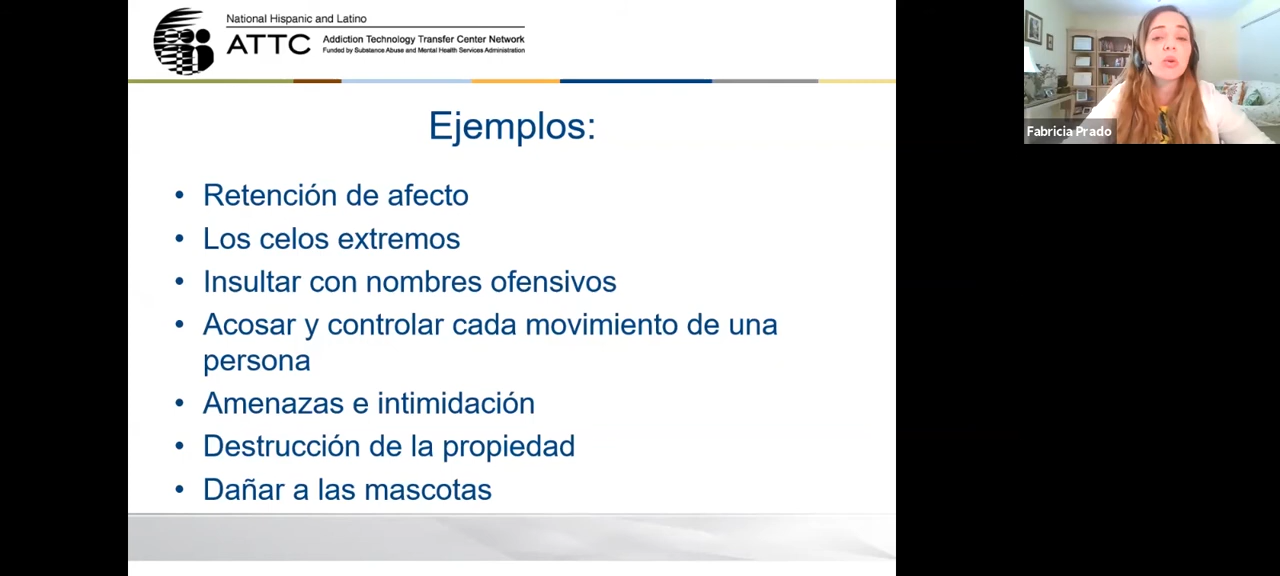 National Hispanic and Latino
ATTC
Addiction Technology Transfer Center Network
Funded by Substance Abuse and Mental Health Services Administration
Ejemplos:
• Retención de afecto
• Los celos extremos
• Insultar con nombres ofensivos
• Acosar y controlar cada movimiento de una
persona
• Amenazas e intimidación
• Destrucción de la propiedad
• Dañar a las mascotas
Fabricia Prado